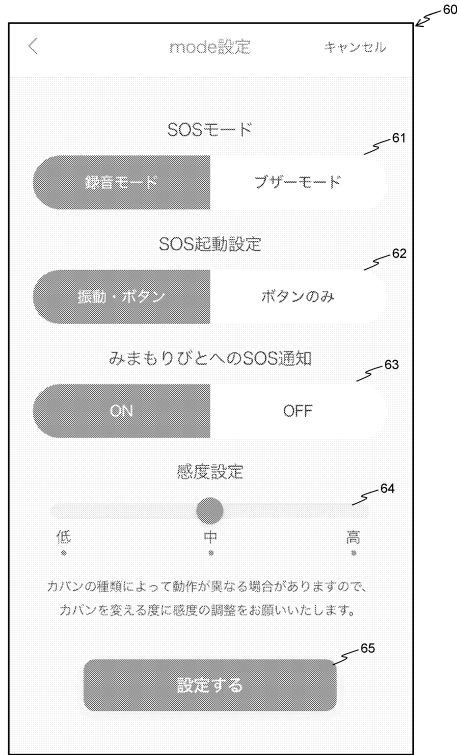 60
mode設定 キャンセル
SOSモード
61
録音モード ブザーモード
SOS起動設定
62
振動・ボタン ボタンのみ
みまもりびとへのSOS通知
63
ON OFF
感度設定
64
低 中 高
カバンの種類によって動作が異なる場合がありますので、
カバンを変える度に感度の調整をお願いいたします。
65
設定する